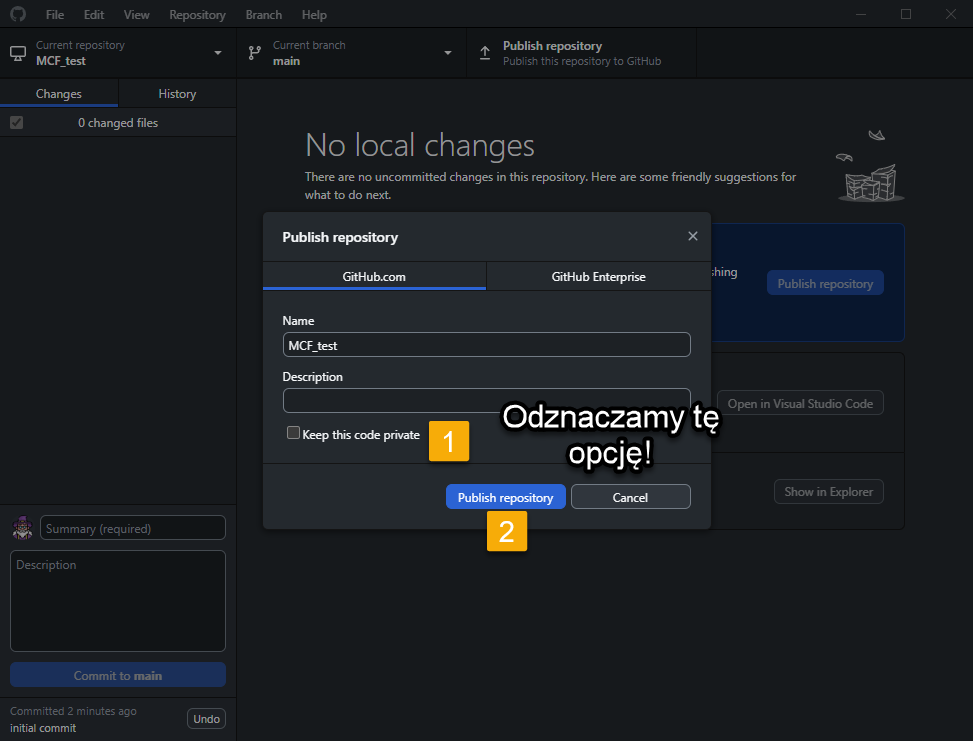 File Edit View Repository Branch Help
Current repository
MCF_test
Current branch
main
Publish repository
Publish this repository to GitHub
Changes History
0 changed files
No local changes
There are no uncommitted changes in this repository. Here are some friendly suggestions for
what to do next.
Publish repository
GitHub.com GitHub Enterprise
shing
Publish repository
Name
MCF_test
Description
Odznaczamy tę
opcję!
Open in Visual Studio Code
Keep this code private
1
Publish repository Cancel
2
Show in Explorer
Summary (required)
Description
Commit to main
Committed 2 minutes ago
initial commit
Undo